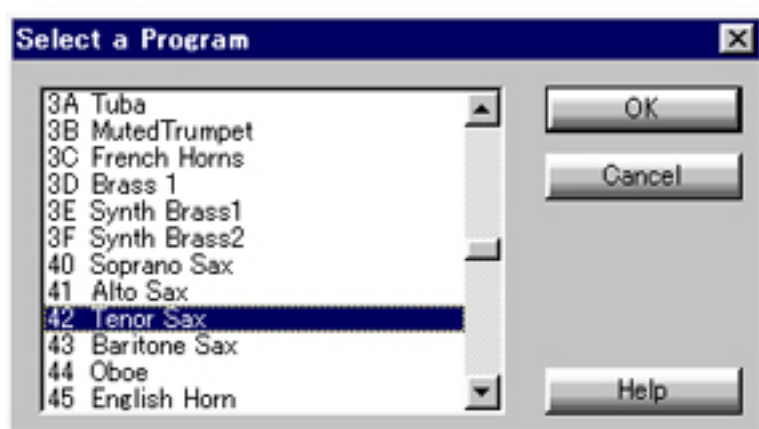 Select a Program
3A Tuba
3B MutedTrumpet
3C French Horns
3D Brass 1
3E Synth Brass1
3F Synth Brass2
40 Soprano Sax
41 Alto Sax
42 Tenor Sax
43 Baritone Sax
44 Oboe
45 English Horn
OK
Cancel
Help